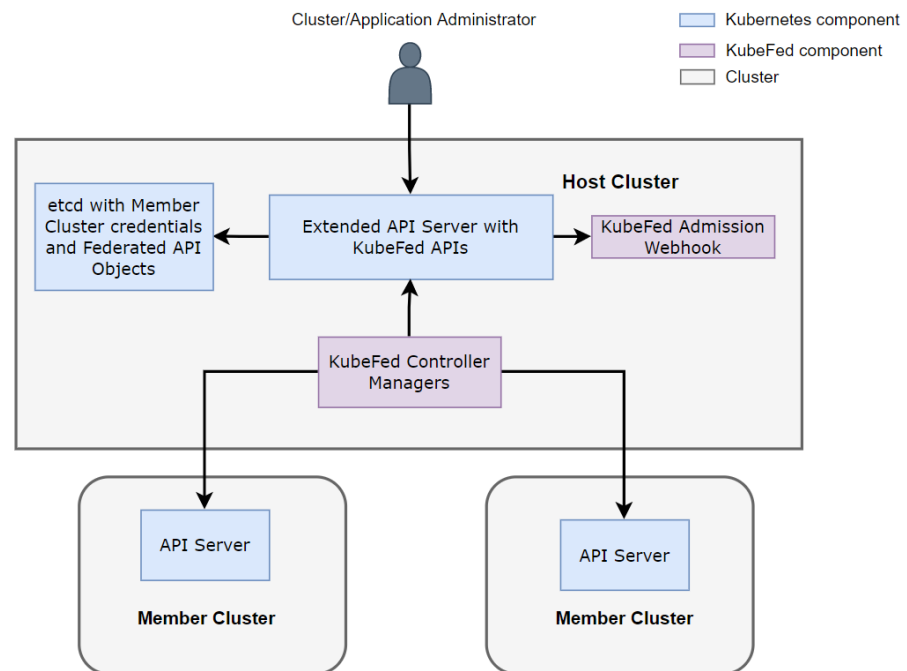 Cluster/Application Administrator
Kubernetes component
KubeFed component
Cluster
Host Cluster
etcd with Member
Cluster credentials
and Federated API
Objects
Extended API Server with
KubeFed APIs
KubeFed Admission
Webhook
KubeFed Controller
Managers
API Server
Member Cluster
API Server
Member Cluster